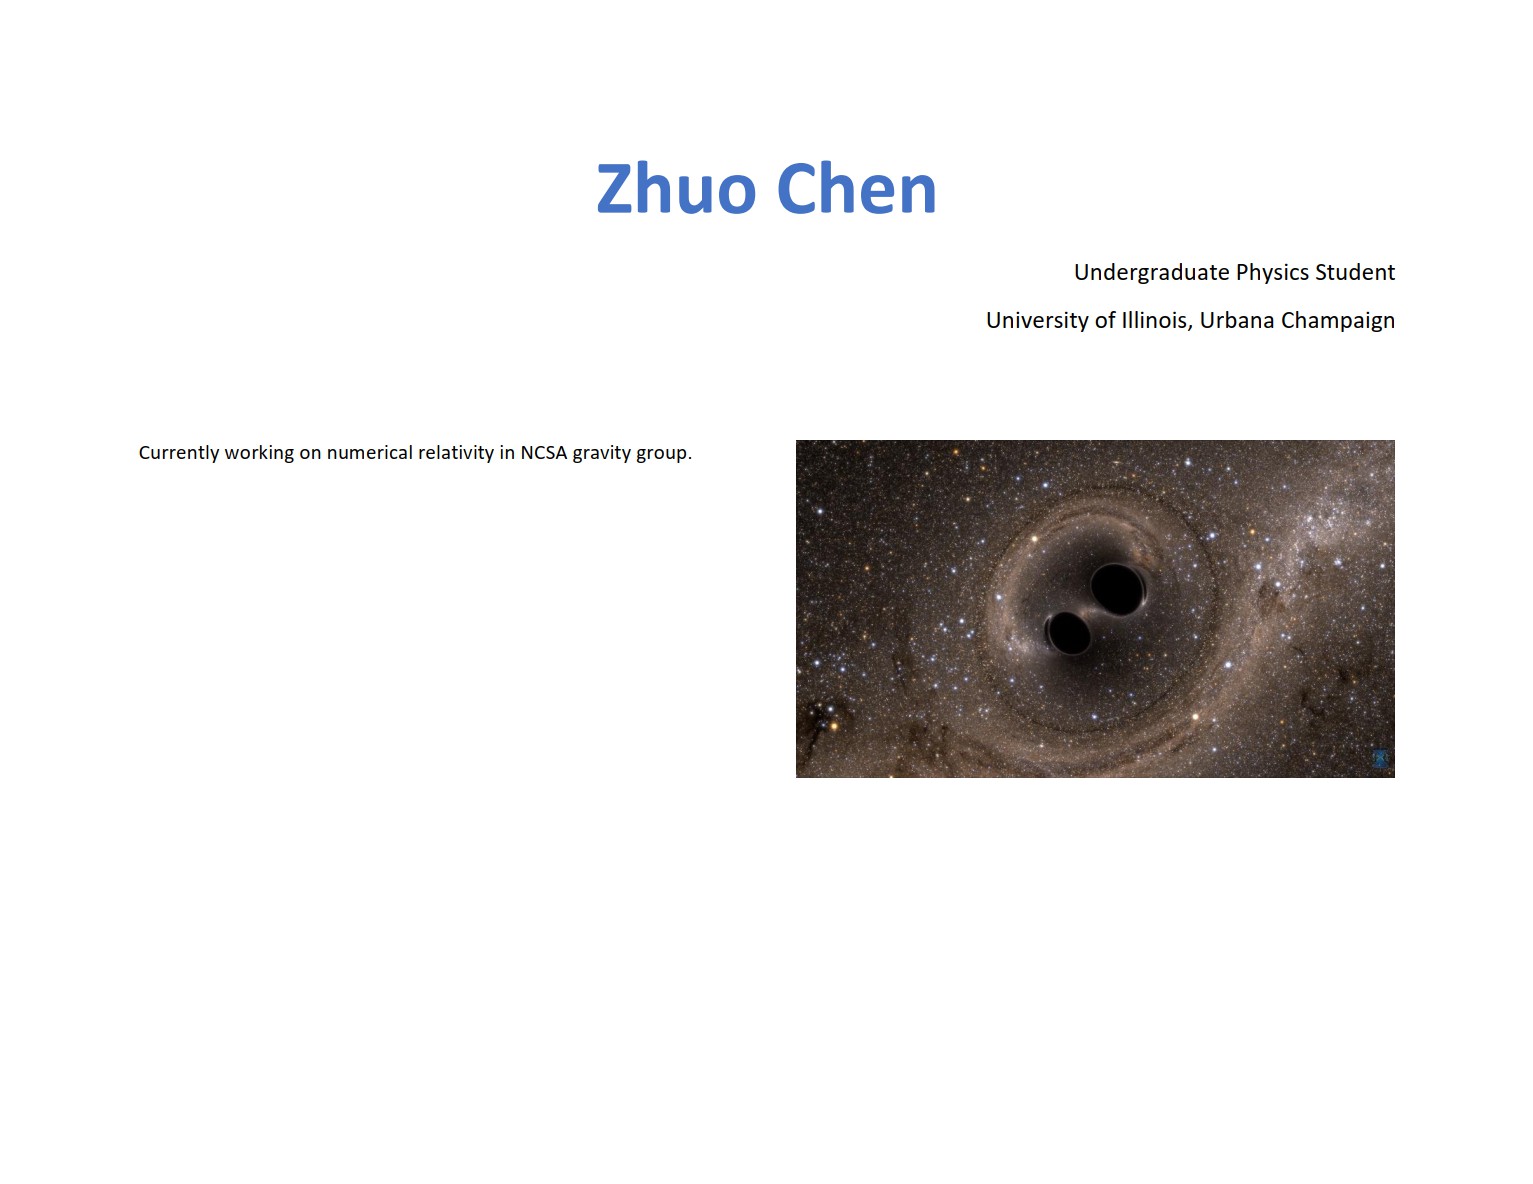 Zhuo Chen
Undergraduate Physics Student
University of Illinois, Urbana Champaign
Currently working on numerical relativity in NCSA gravity group.